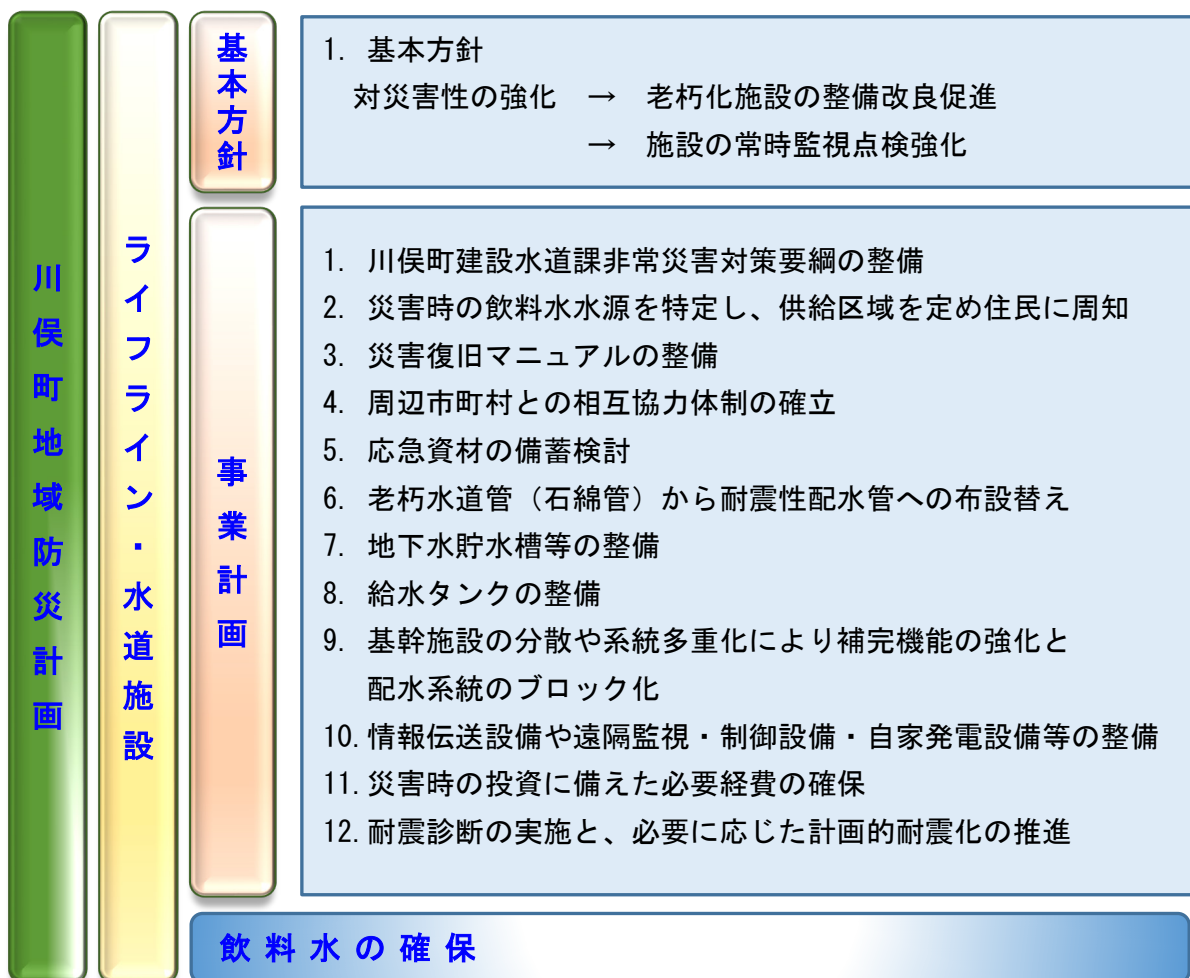 川俣町地域防災計画
ライフライン・水道施設
基本方針
1. 基本方針
対災害性の強化 → 老朽化施設の整備改良促進
→ 施設の常時監視点検強化
事業計画
1. 川俣町建設水道課非常災害対策要綱の整備
2. 災害時の飲料水水源を特定し、供給区域を定め住民に周知
3. 災害復旧マニュアルの整備
4. 周辺市町村との相互協力体制の確立
5. 応急資材の備蓄検討
6. 老朽水道管（石綿管）から耐震性配水管への布設替え
7. 地下水貯水槽等の整備
8. 給水タンクの整備
9. 基幹施設の分散や系統多重化により補完機能の強化と
配水系統のブロック化
10. 情報伝送設備や遠隔監視・制御設備・自家発電設備等の整備
11. 災害時の投資に備えた必要経費の確保
12. 耐震診断の実施と、必要に応じた計画的耐震化の推進
飲料水の確保